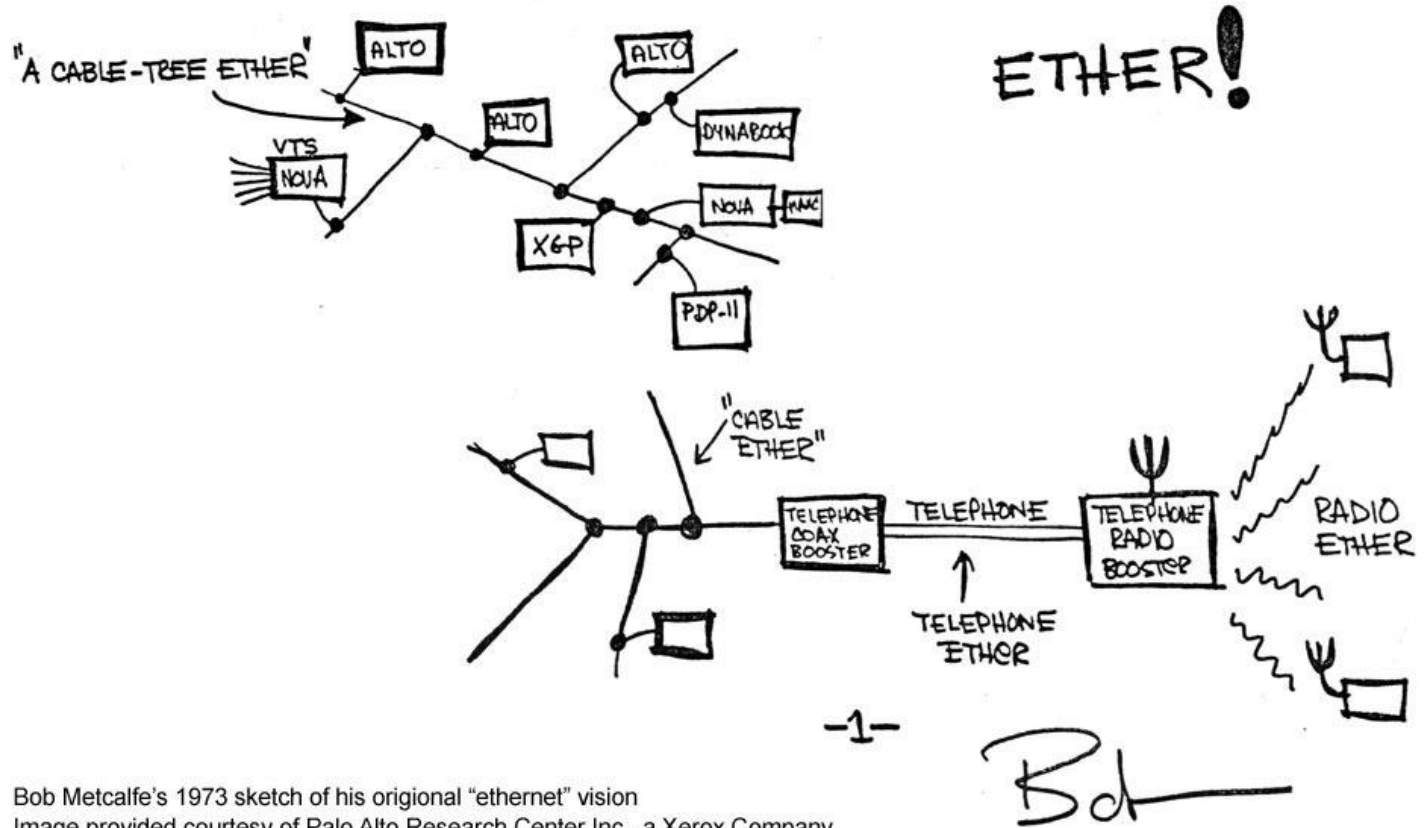 "A CABLE-TREE ETHER"
ALTO
ALTO
ALTO
DYNABOOK
VTS
NOVA
XGP
NOVA
PDP-11
ETHER!
"CABLE
ETHER"
TELEPHONE
COAX
BOOSTER
TELEPHONE
TELEPHONE
ETHER
TELEPHONE
RADIO
BOOSTER
RADIO
ETHER
-1-
Bob
Bob Metcalfe's 1973 sketch of his origional "ethernet" vision
Image provided courtesy of Palo Alto Research Center Inc., a Xerox Company